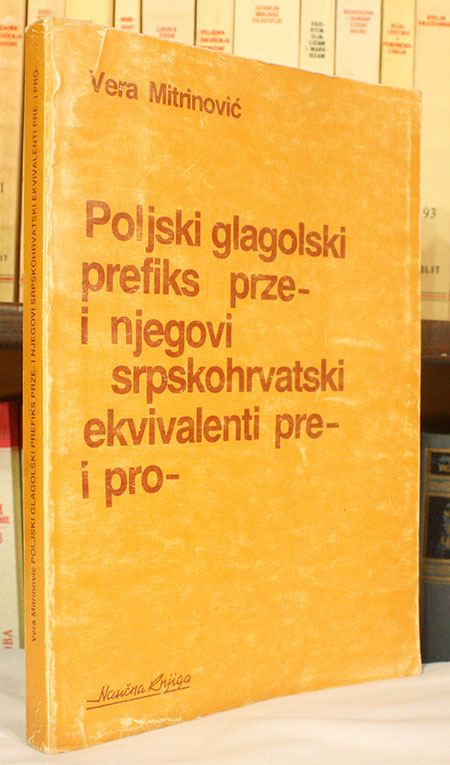 Vera Mitrinović
Poljski glagolski
prefiks prze-
i njegovi
srpskohrvatski
ekvivalenti pre-
i pro-
Naučna Knjiga
Vera Mitrinović POLJSKI GLAGOLSKI PREFIKS PRZE- I NJEGOVI SRPSKOHRVATSKI EKVIVALENTI PRE- I PRO-
93